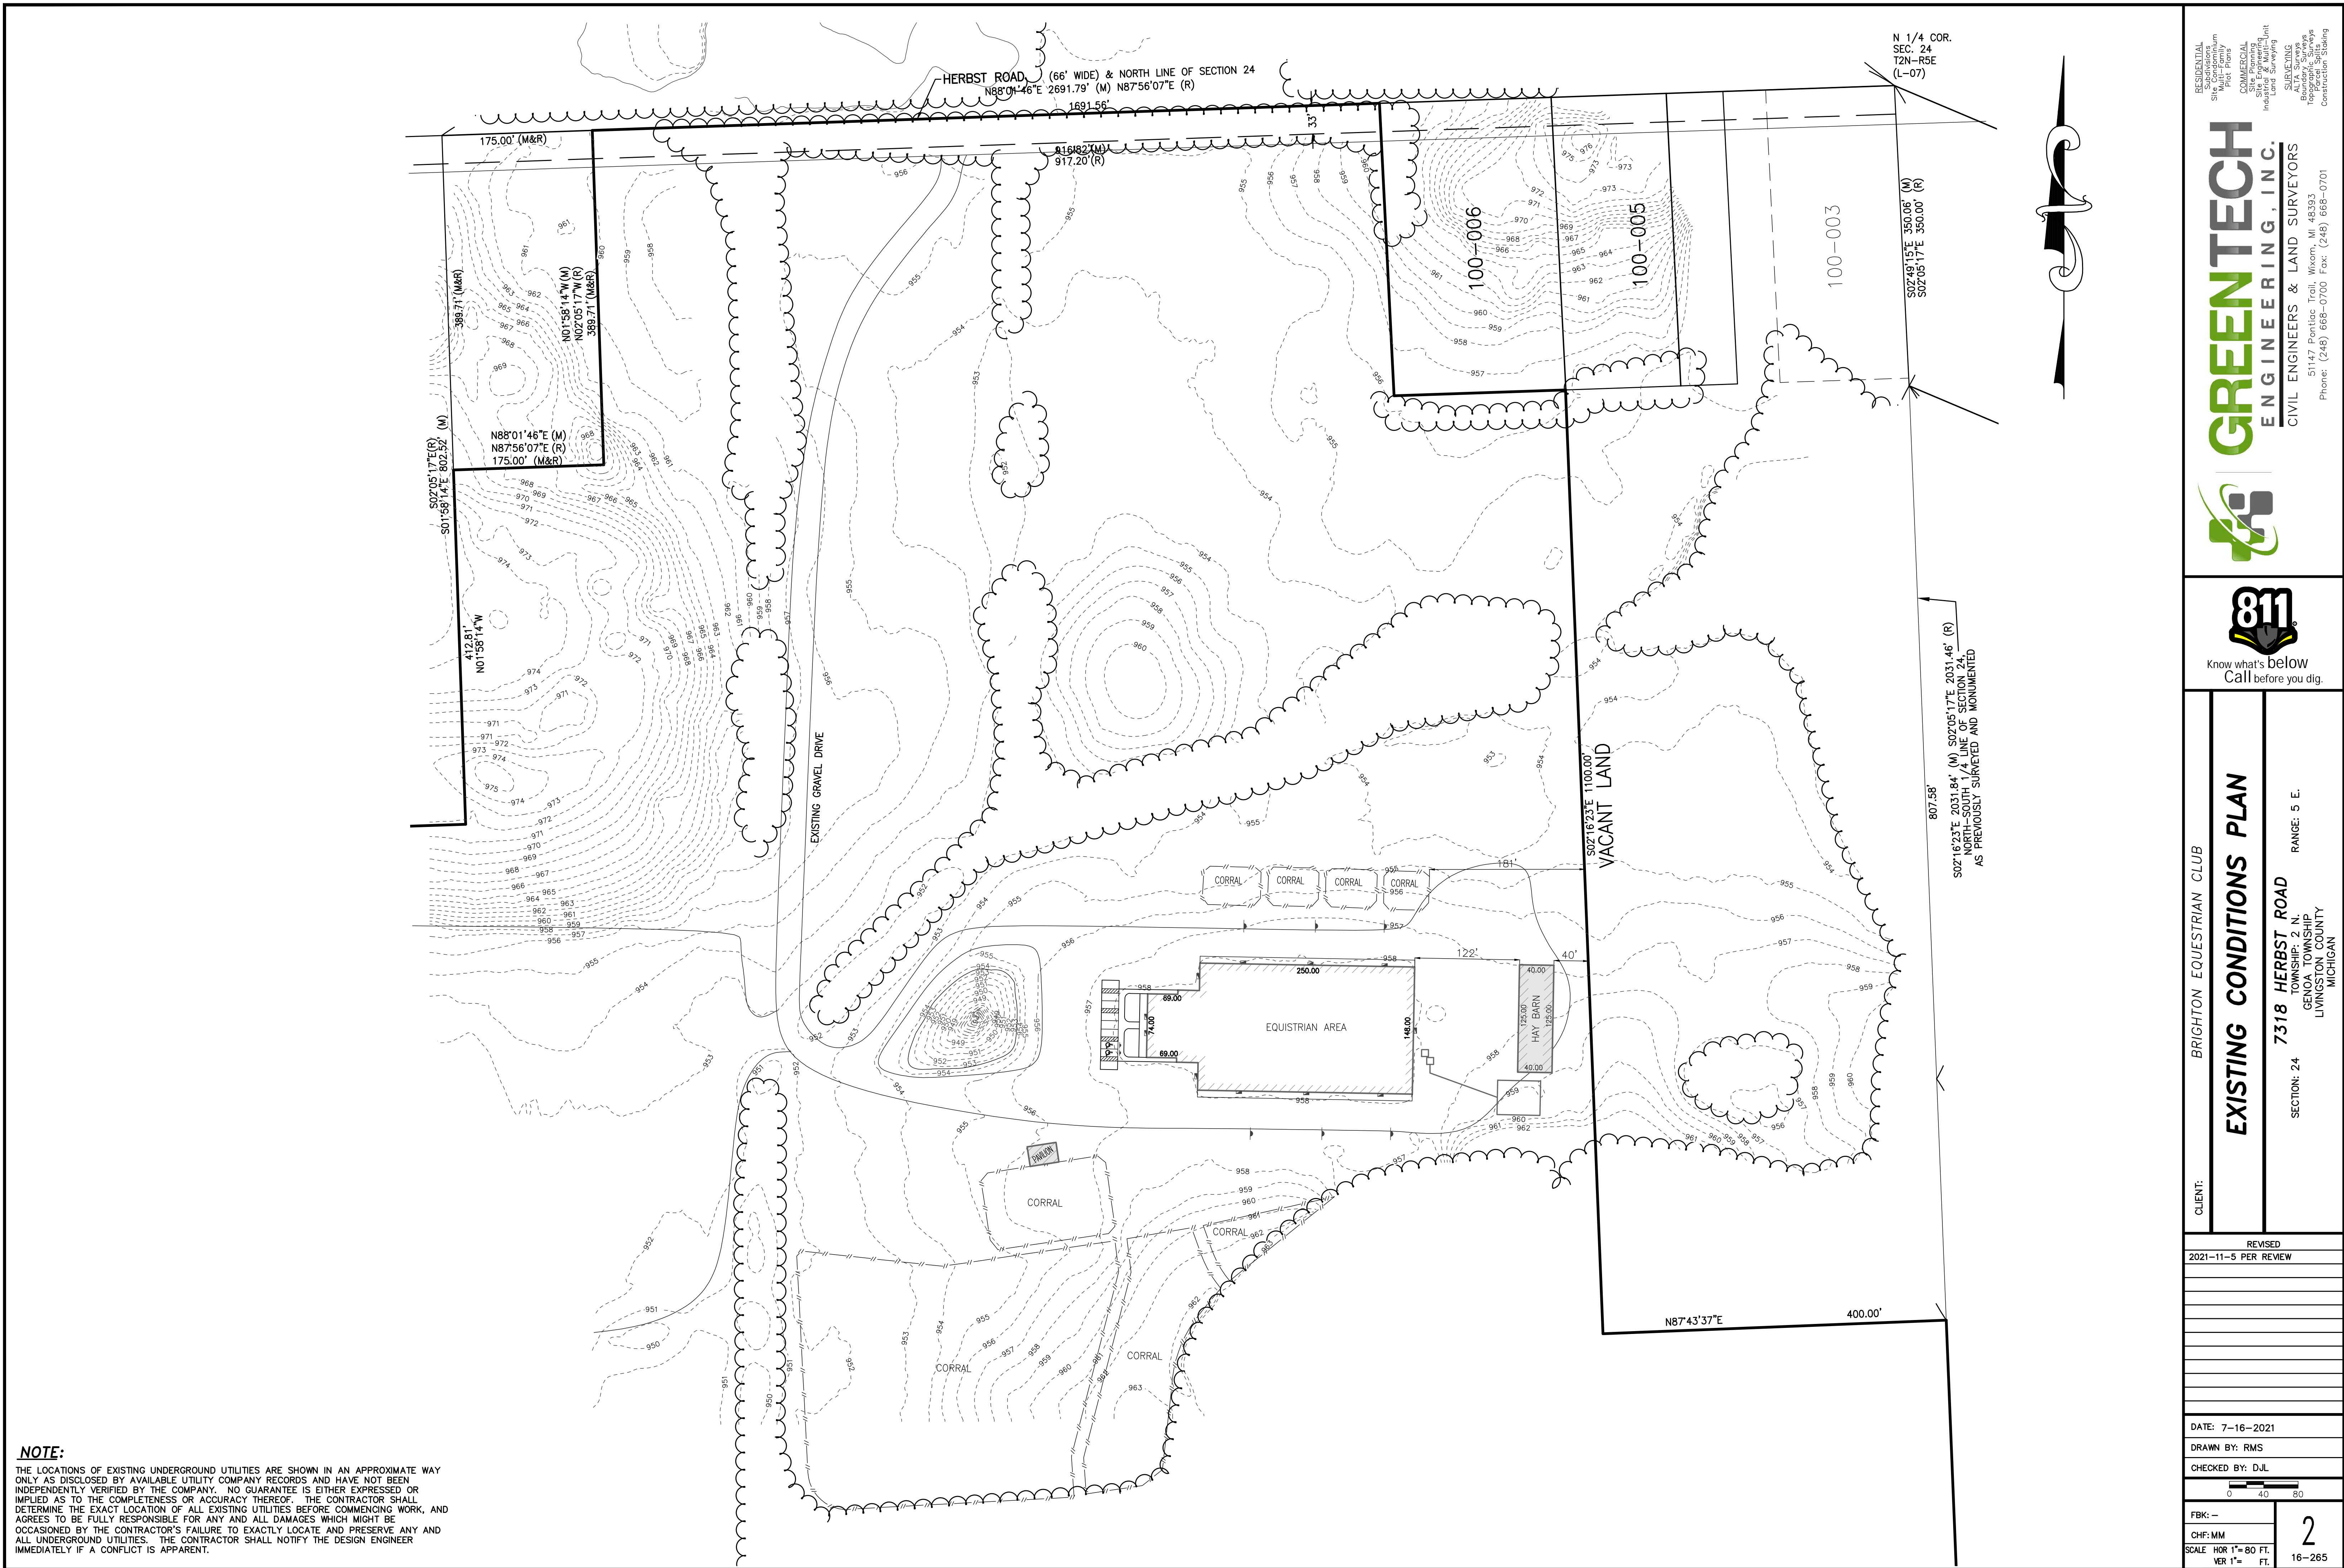 HERBST ROAD (66' WIDE) & NORTH LINE OF SECTION 24
N88°01'46"E 2691.79' (M) N87°56'07"E (R)
1691.56'
N 1/4 COR.
SEC. 24
T2N-R5E
(L-07)
175.00' (M&R)
916.82'(M)
917.20'(R)
33'
389.71' (M&R)
N01°58'14"W (M)
N02°05'17"W (R)
389.71' (M&R)
N88°01'46"E (M)
N87°56'07"E (R)
175.00' (M&R)
S02°05'17"E(R)
S01°58'14"E 802.52' (M)
412.81'
N01°58'14"W
100-006
100-005
100-003
S02°49'15"E 350.06' (M)
S02°05'17"E 350.00' (R)
EXISTING GRAVEL DRIVE
S02°16'23"E 1100.00'
VACANT LAND
807.58'
S02°16'23"E 2031.84' (M) S02°05'17"E 2031.46' (R)
NORTH-SOUTH 1/4 LINE OF SECTION 24,
AS PREVIOUSLY SURVEYED AND MONUMENTED
CORRAL
CORRAL
CORRAL
CORRAL
181'
122'
40'
250.00
69.00
74.00
69.00
148.00
EQUISTRIAN AREA
40.00
125.00
HAY BARN
125.00
40.00
PAVILION
CORRAL
CORRAL
CORRAL
CORRAL
N87°43'37"E
400.00'
NOTE:
THE LOCATIONS OF EXISTING UNDERGROUND UTILITIES ARE SHOWN IN AN APPROXIMATE WAY
ONLY AS DISCLOSED BY AVAILABLE UTILITY COMPANY RECORDS AND HAVE NOT BEEN
INDEPENDENTLY VERIFIED BY THE COMPANY. NO GUARANTEE IS EITHER EXPRESSED OR
IMPLIED AS TO THE COMPLETENESS OR ACCURACY THEREOF. THE CONTRACTOR SHALL
DETERMINE THE EXACT LOCATION OF ALL EXISTING UTILITIES BEFORE COMMENCING WORK, AND
AGREES TO BE FULLY RESPONSIBLE FOR ANY AND ALL DAMAGES WHICH MIGHT BE
OCCASIONED BY THE CONTRACTOR'S FAILURE TO EXACTLY LOCATE AND PRESERVE ANY AND
ALL UNDERGROUND UTILITIES. THE CONTRACTOR SHALL NOTIFY THE DESIGN ENGINEER
IMMEDIATELY IF A CONFLICT IS APPARENT.
RESIDENTIAL
Subdivisions
Site Condominium
Multi-Family
Plot Plans
COMMERCIAL
Site Planning
Site Engineering
Industrial & Multi-Unit
Land Surveying
SURVEYING
ALTA Surveys
Boundary Surveys
Topographic Surveys
Parcel Splits
Construction Staking
GREENTECH
ENGINEERING, INC.
CIVIL ENGINEERS & LAND SURVEYORS
51147 Pontiac Trail, Wixom, MI 48393
Phone: (248) 668-0700 Fax: (248) 668-0701
811
Know what's below
Call before you dig.
CLIENT: BRIGHTON EQUESTRIAN CLUB
EXISTING CONDITIONS PLAN
7318 HERBST ROAD
SECTION: 24 TOWNSHIP: 2 N. RANGE: 5 E.
GENOA TOWNSHIP
LIVINGSTON COUNTY
MICHIGAN
REVISED
2021-11-5 PER REVIEW
DATE: 7-16-2021
DRAWN BY: RMS
CHECKED BY: DJL
0 40 80
FBK: -
CHF: MM
SCALE HOR 1"= 80 FT.
VER 1"= FT.
2
16-265